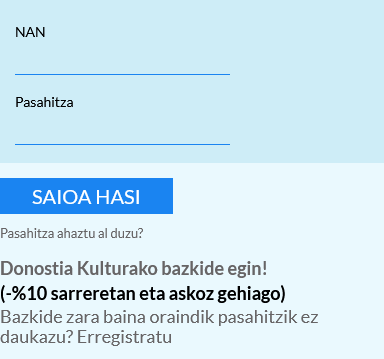 NAN
Pasahitza
SAIOA HASI
Pasahitza ahaztu al duzu?
Donostia Kulturako bazkide egin!
(-%10 sarreretan eta askoz gehiago)
Bazkide zara baina oraindik pasahitzik ez
daukazu? Erregistratu